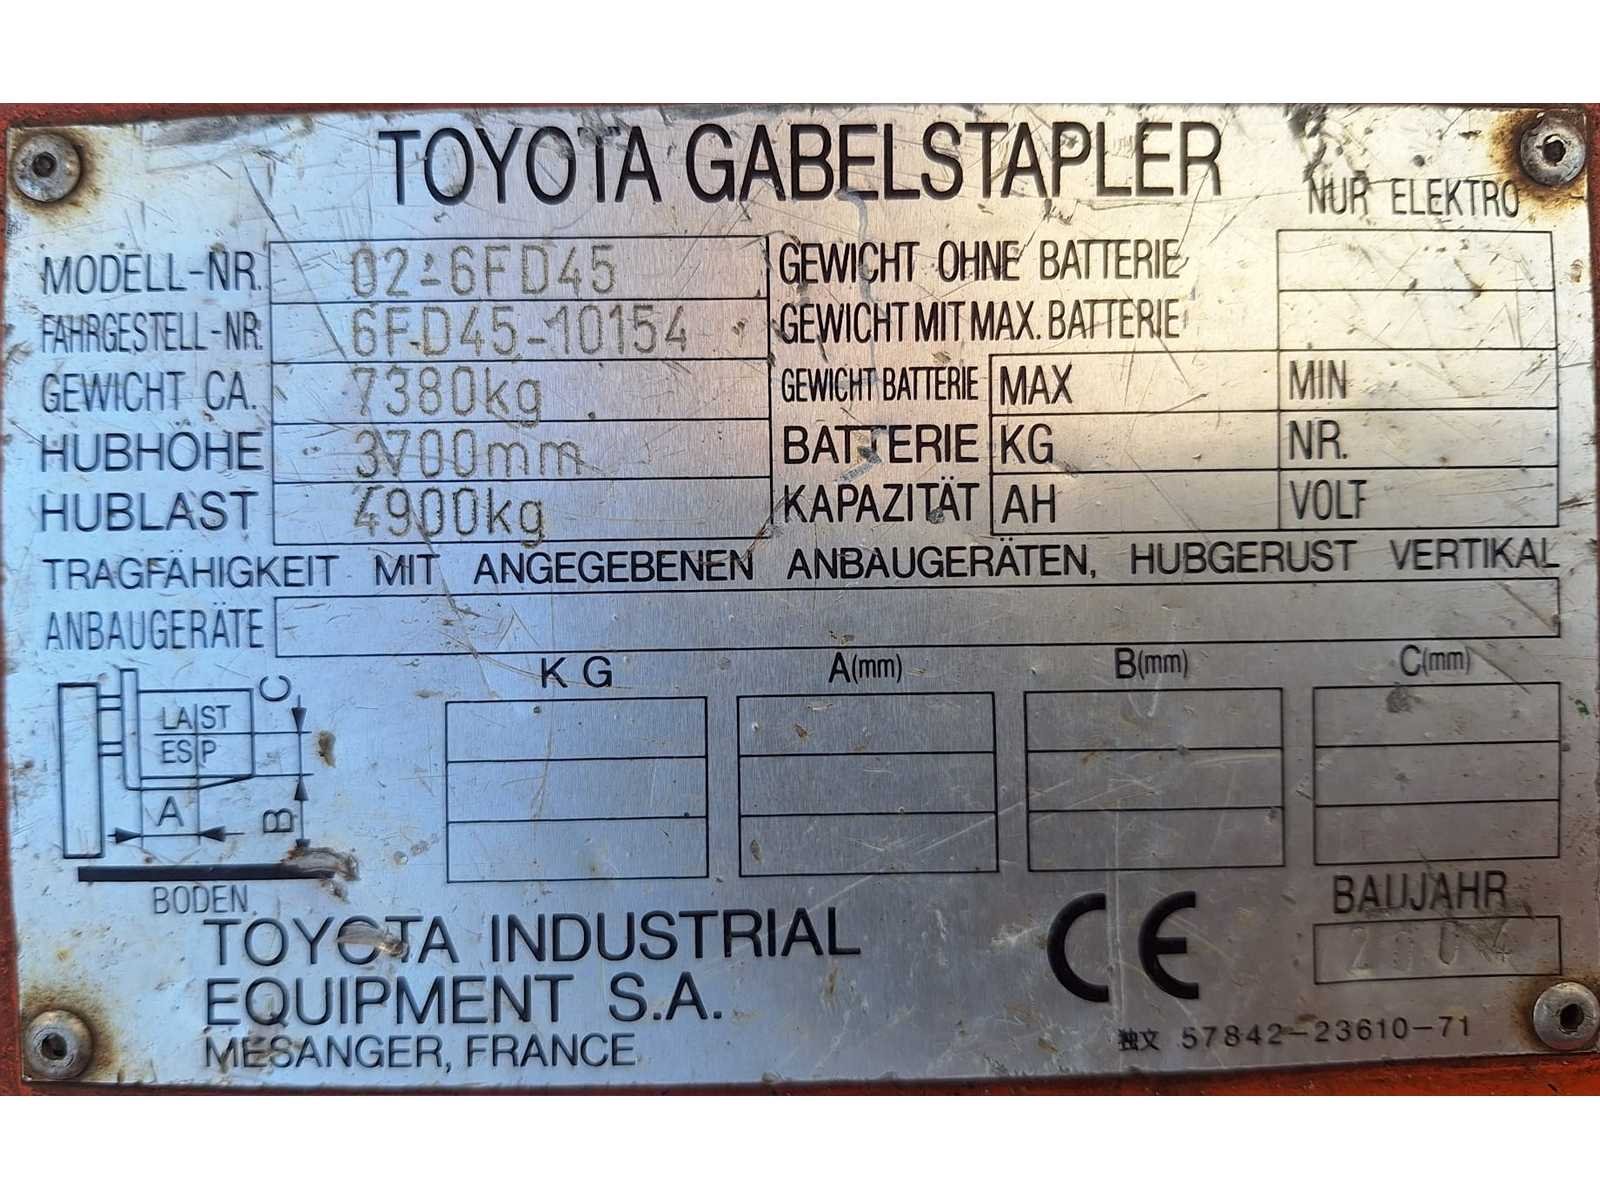 TOYOTA GABELSTAPLER
NUR ELEKTRO
MODELL-NR. 02-6FD45
FAHRGESTELL-NR. 6FD45-10154
GEWICHT CA. 7380kg
HUBHÖHE 3700mm
HUBLAST 4900kg
GEWICHT OHNE BATTERIE
GEWICHT MIT MAX. BATTERIE
GEWICHT BATTERIE MAX MIN
BATTERIE KG NR.
KAPAZITÄT AH VOLT
TRAGFÄHIGKEIT MIT ANGEGEBENEN ANBAUGERÄTEN, HUBGERUST VERTIKAL
ANBAUGERÄTE
KG A(mm) B(mm) C(mm)
LAST
ESP
C
A
B
BODEN
TOYOTA INDUSTRIAL
EQUIPMENT S.A.
MESANGER, FRANCE
CE
BAUJAHR
2004
独文 57842-23610-71